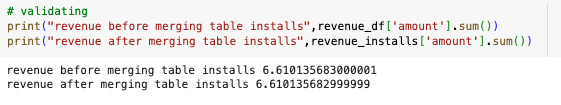 # validating
print("revenue before merging table installs",revenue_df['amount'].sum())
print("revenue after merging table installs",revenue_installs['amount'].sum())
revenue before merging table installs 6.610135683000001
revenue after merging table installs 6.610135682999999